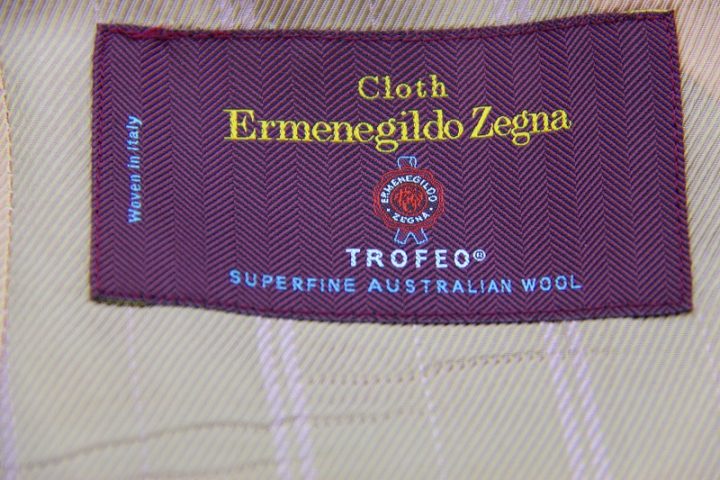 Cloth
Ermenegildo Zegna
Woven in Italy
ERMENEGILDO
ZEGNA
TROFEO®
SUPERFINE AUSTRALIAN WOOL